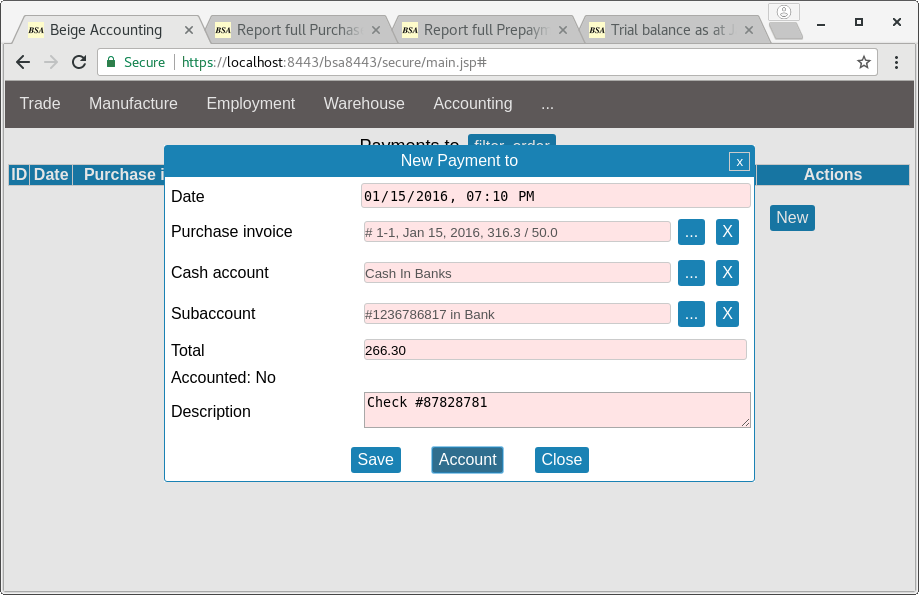 BSA Beige Accounting × BSA Report full Purchas × BSA Report full Prepaym × BSA Trial balance as at J ×
Secure https://localhost:8443/bsa8443/secure/main.jsp#
Trade Manufacture Employment Warehouse Accounting ...
Payments to filter, order
New Payment to x
ID Date Purchase i Actions
Date 01/15/2016, 07:10 PM
New
Purchase invoice # 1-1, Jan 15, 2016, 316.3 / 50.0 ... X
Cash account Cash In Banks ... X
Subaccount #1236786817 in Bank ... X
Total 266.30
Accounted: No
Description Check #87828781
Save Account Close